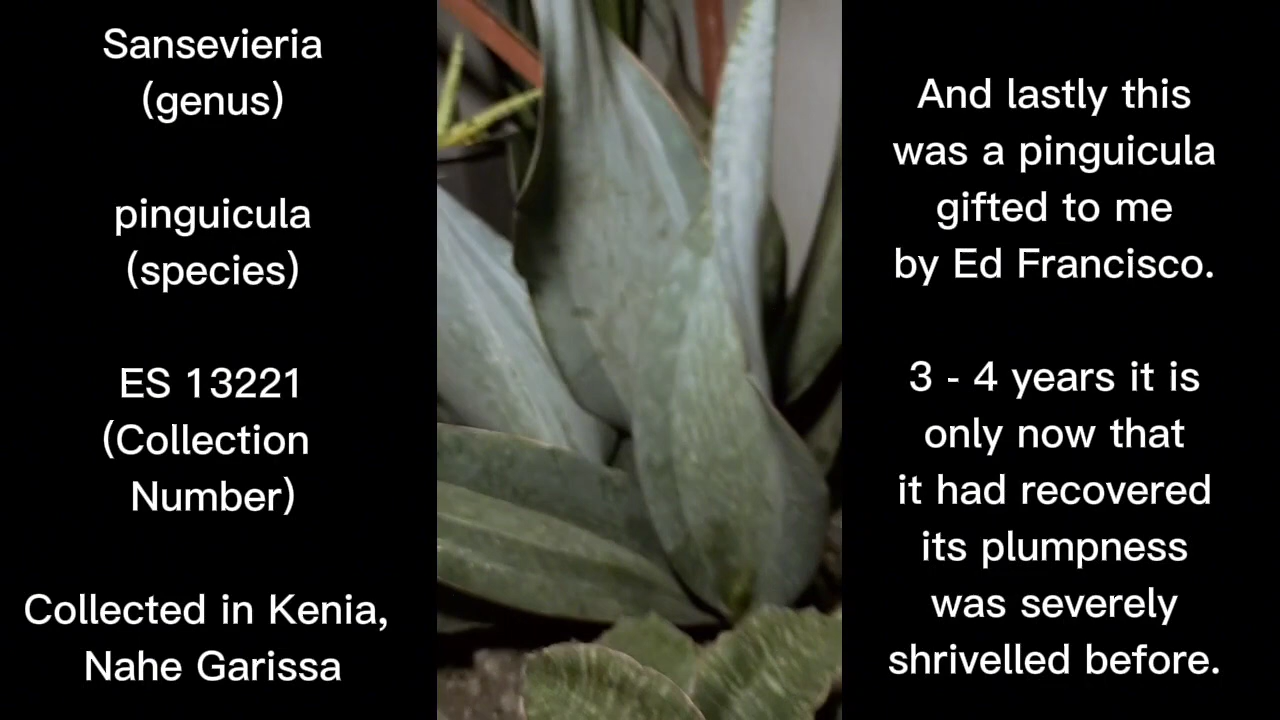 Sansevieria
(genus)
pinguicula
(species)
ES 13221
(Collection
Number)
Collected in Kenia,
Nahe Garissa
And lastly this
was a pinguicula
gifted to me
by Ed Francisco.
3 - 4 years it is
only now that
it had recovered
its plumpness
was severely
shrivelled before.